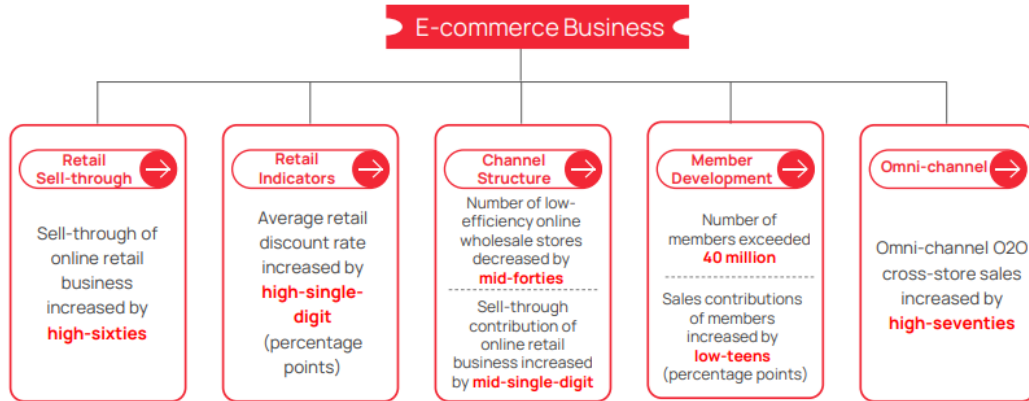 E-commerce Business
Retail
Sell-through
Sell-through of
online retail
business
increased by
high-sixties
Retail
Indicators
Average retail
discount rate
increased by
high-single-
digit
(percentage
points)
Channel
Structure
Number of low-
efficiency online
wholesale stores
decreased by
mid-forties
Sell-through
contribution of
online retail
business increased
by mid-single-digit
Member
Development
Number of
members exceeded
40 million
Sales contributions
of members
increased by
low-teens
(percentage points)
Omni-channel
Omni-channel O2O
cross-store sales
increased by
high-seventies